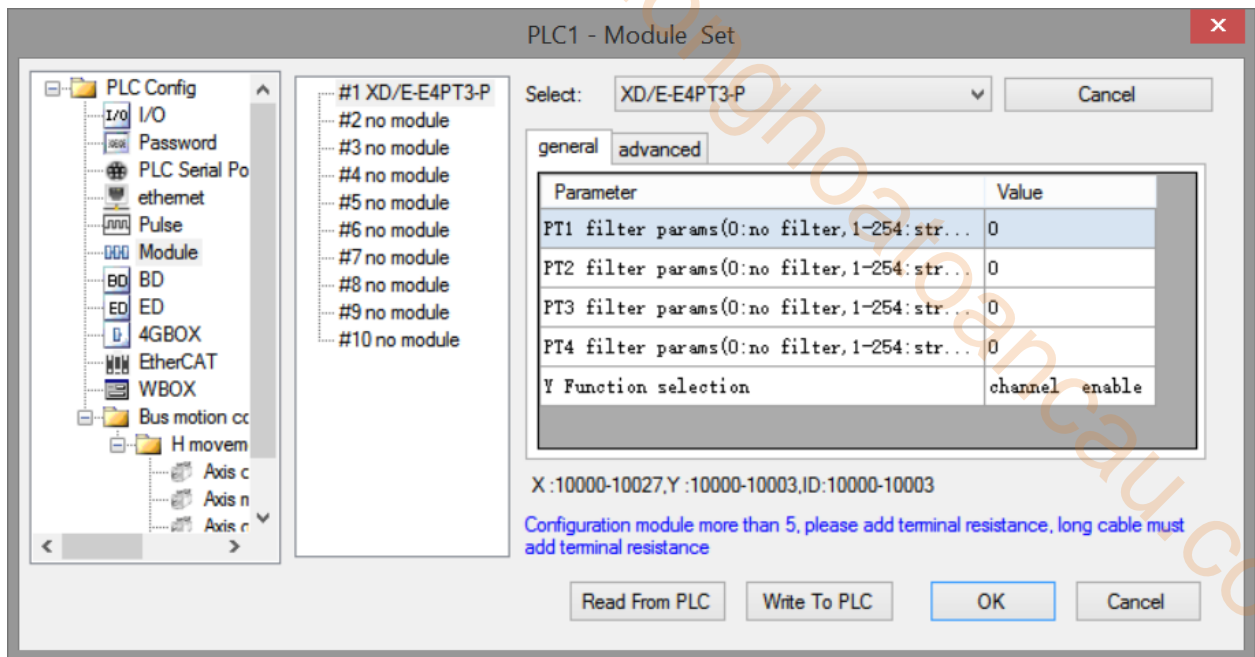 PLC1 - Module Set
PLC Config
I/O I/O
Password
PLC Serial Po
ethernet
Pulse
Module
BD BD
ED ED
4GBOX
EtherCAT
WBOX
Bus motion cc
H movem
Axis c
Axis n
Axis c
#1 XD/E-E4PT3-P
#2 no module
#3 no module
#4 no module
#5 no module
#6 no module
#7 no module
#8 no module
#9 no module
#10 no module
Select: XD/E-E4PT3-P Cancel
general advanced
Parameter Value
PT1 filter params(0:no filter,1-254:str... 0
PT2 filter params(0:no filter,1-254:str... 0
PT3 filter params(0:no filter,1-254:str... 0
PT4 filter params(0:no filter,1-254:str... 0
Y Function selection channel enable
X :10000-10027,Y :10000-10003,ID:10000-10003
Configuration module more than 5, please add terminal resistance, long cable must
add terminal resistance
Read From PLC Write To PLC OK Cancel